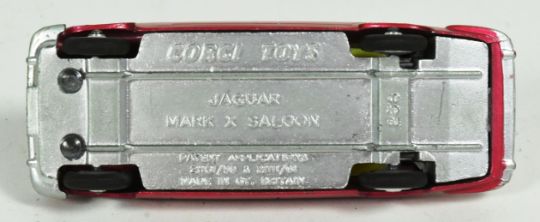 CORGI TOYS
JAGUAR
MARK X SALOON
PATENT APPLICATIONS
MADE IN GT. BRITAIN